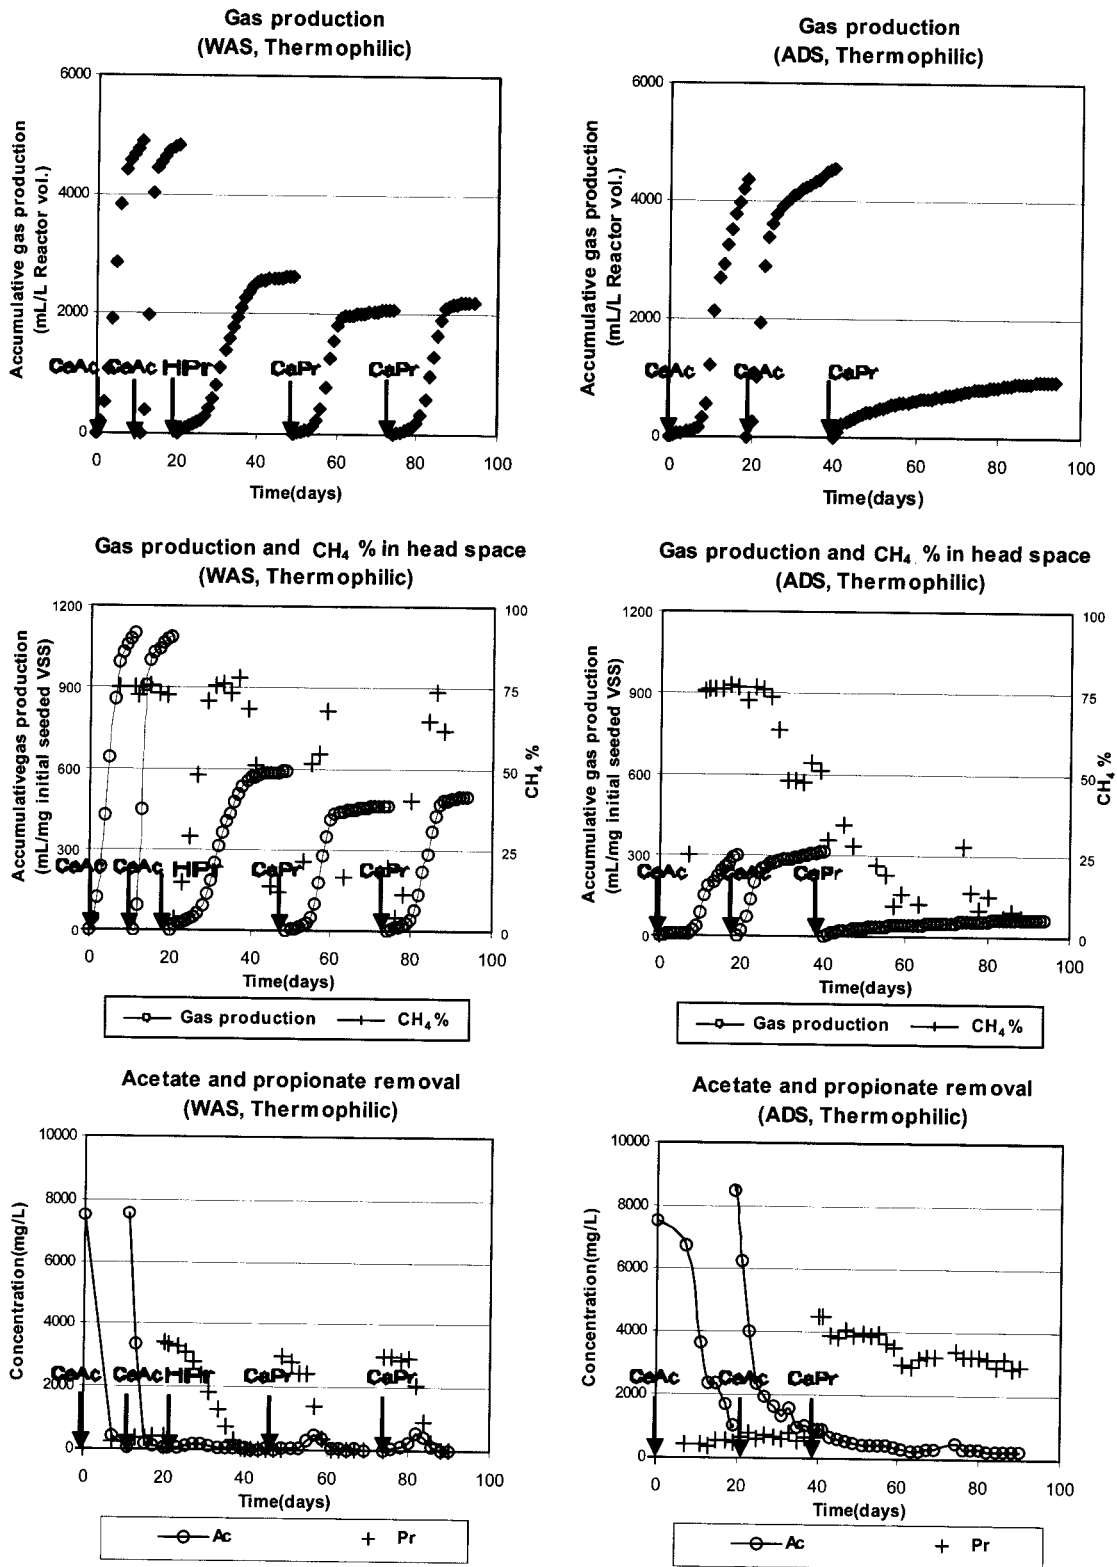 Gas production
(WAS, Thermophilic)
Accumulative gas production
(mL/L Reactor vol.)
6000
4000
2000
0
CaAc CaAc HPr CaPr CaPr
0 20 40 60 80 100
Time(days)
Gas production
(ADS, Thermophilic)
Accumulative gas production
(mL/L Reactor vol.)
6000
4000
2000
0
CaAc CaAc CaPr
0 20 40 60 80 100
Time(days)
Gas production and CH4 % in head space
(WAS, Thermophilic)
Accumulativegas production
(mL/mg initial seeded VSS)
1200
900
600
300
0
CaAc CaAc HPr CaPr CaPr
100
75
50
25
0
CH4 %
0 20 40 60 80 100
Time(days)
Gas production CH4 %
Gas production and CH4 % in head space
(ADS, Thermophilic)
Accumulative gas production
(mL/mg initial seeded VSS)
1200
900
600
300
0
CaAc CaAc CaPr
100
75
50
25
0
CH4 %
0 20 40 60 80 100
Time(days)
Gas production CH4 %
Acetate and propionate removal
(WAS, Thermophilic)
Concentration(mg/L)
10000
8000
6000
4000
2000
0
CaAc CaAc HPr CaPr CaPr
0 20 40 60 80 100
Time(days)
Ac Pr
Acetate and propionate removal
(ADS, Thermophilic)
Concentration(mg/L)
10000
8000
6000
4000
2000
0
CaAc CaAc CaPr
0 20 40 60 80 100
Time(days)
Ac Pr